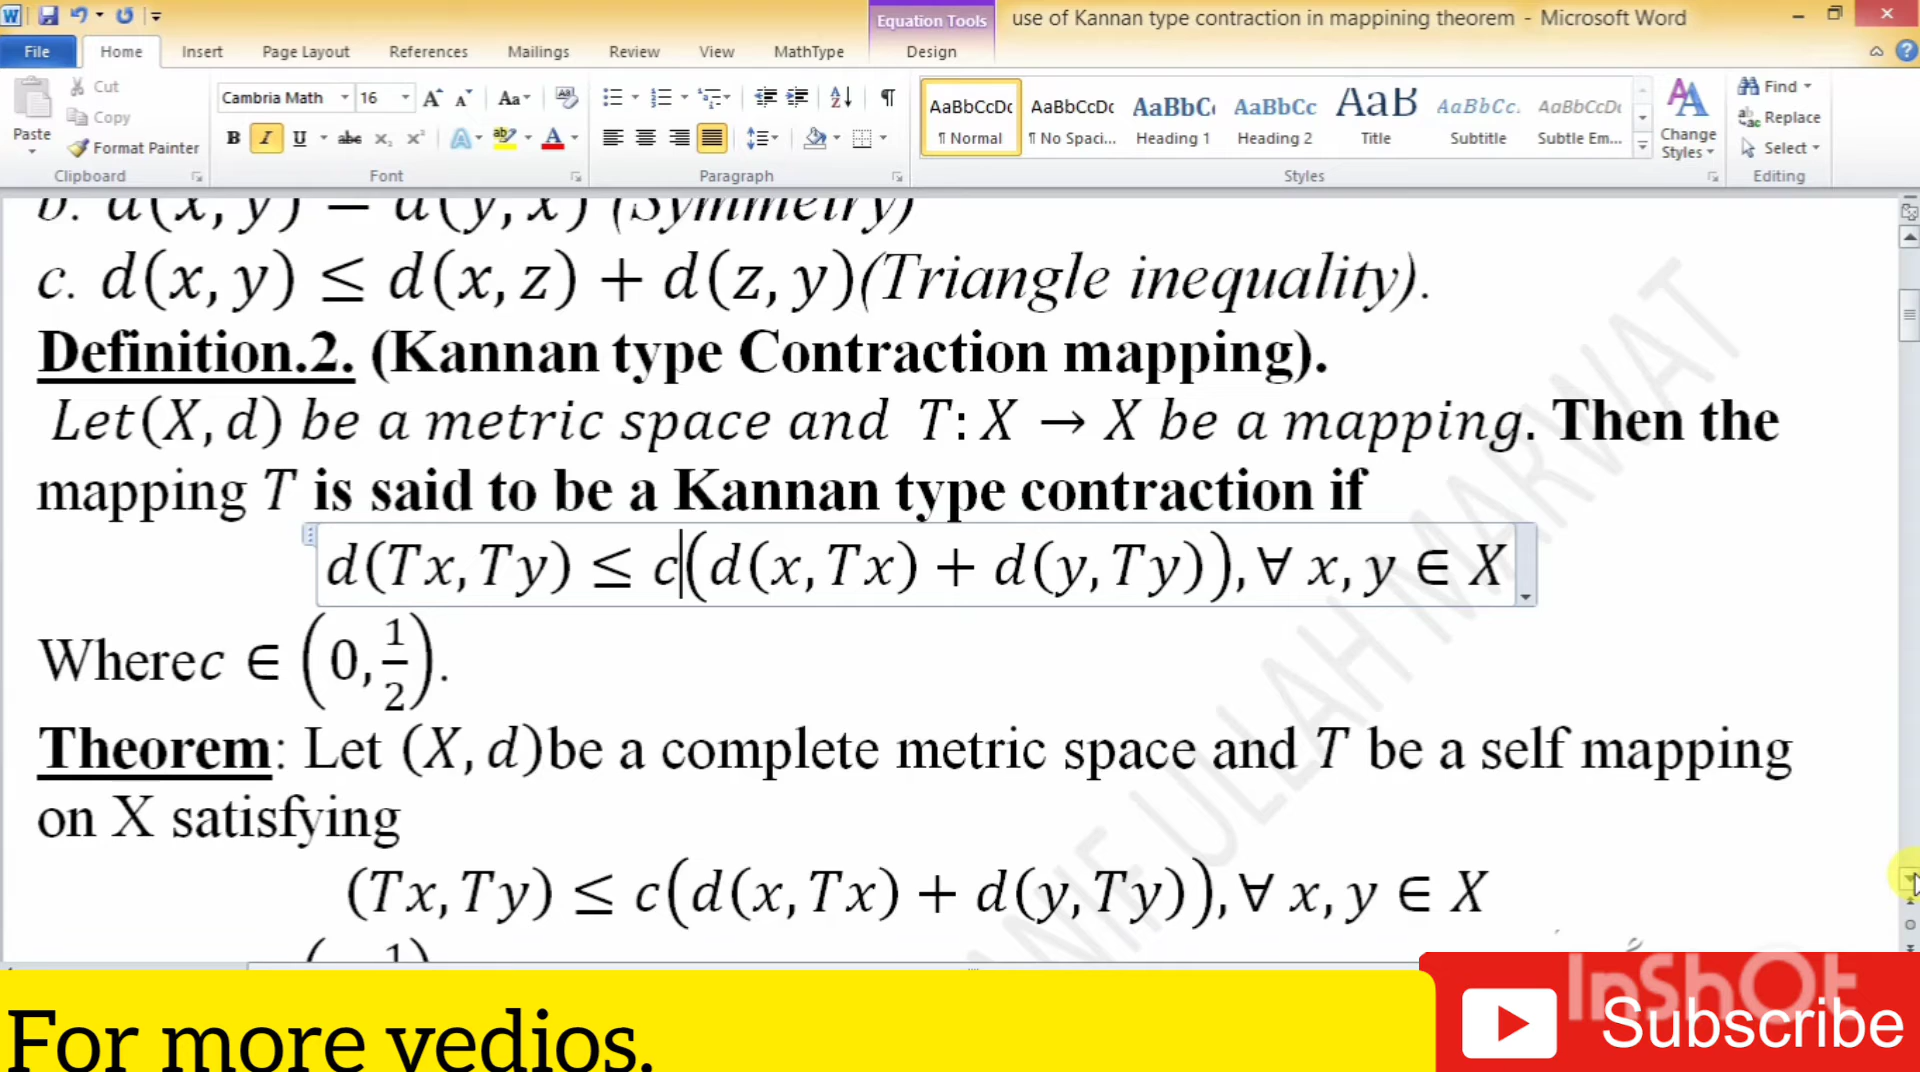 use of Kannan type contraction in mappining theorem - Microsoft Word
Equation Tools
File Home Insert Page Layout References Mailings Review View MathType Design
Paste
Cut
Copy
Format Painter
Clipboard
Cambria Math 16
Font
Paragraph
AaBbCcDc AaBbCcDc AaBbC AaBbCc AaB AaBbCc. AaBbCcDc
¶ Normal ¶ No Spaci... Heading 1 Heading 2 Title Subtitle Subtle Em...
Change Styles
Styles
Find
Replace
Select
Editing
b. d(x, y) = d(y, x) (Symmetry)
c. d(x, y) ≤ d(x, z) + d(z, y)(Triangle inequality).
Definition.2. (Kannan type Contraction mapping).
Let(X, d) be a metric space and T: X → X be a mapping. Then the
mapping T is said to be a Kannan type contraction if
d(Tx, Ty) ≤ c(d(x, Tx) + d(y, Ty)), ∀ x, y ∈ X
Where c ∈ (0, 1/2).
Theorem: Let (X, d)be a complete metric space and T be a self mapping
on X satisfying
(Tx, Ty) ≤ c(d(x, Tx) + d(y, Ty)), ∀ x, y ∈ X
ANIF ULLAH MARWAT
For more vedios.
InShOt
Subscribe